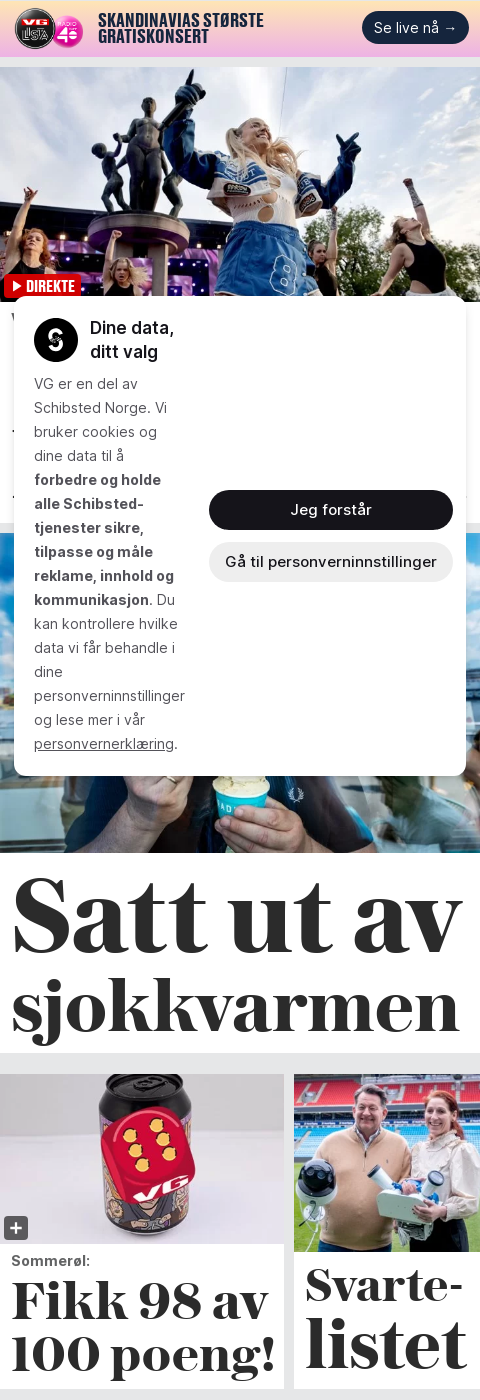 VG
LISTA
RADIO
SKANDINAVIAS STØRSTE
GRATISKONSERT
Se live nå →
DIREKTE
Dine data,
ditt valg
VG er en del av
Schibsted Norge. Vi
bruker cookies og
dine data til å
forbedre og holde
alle Schibsted-
tjenester sikre,
tilpasse og måle
reklame, innhold og
kommunikasjon. Du
kan kontrollere hvilke
data vi får behandle i
dine
personverninnstillinger
og lese mer i vår
personvernerklæring.
Jeg forstår
Gå til personverninnstillinger
Satt ut av
sjokkvarmen
VG
Sommerøl:
Fikk 98 av
100 poeng!
Svarte-
listet